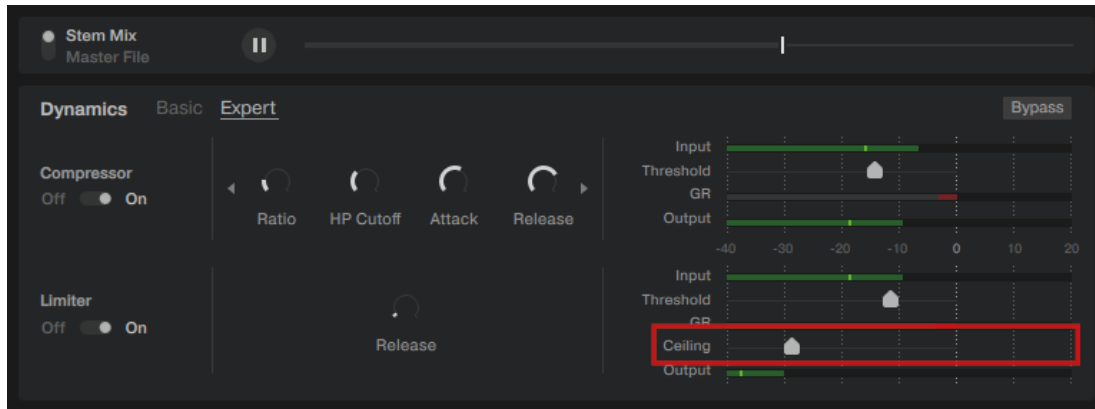 Stem Mix
Master File
Dynamics Basic Expert Bypass
Compressor
Off On
Ratio HP Cutoff Attack Release
Input
Threshold
GR
Output
-40 -30 -20 -10 0 10 20
Limiter
Off On
Release
Input
Threshold
GR
Ceiling
Output